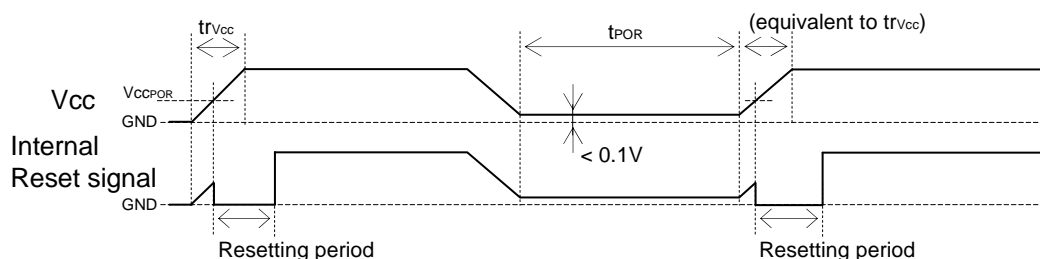 trVcc
tPOR
(equivalent to trVcc)
Vcc
VccPOR
GND
< 0.1V
Internal
Reset signal
GND
Resetting period
Resetting period